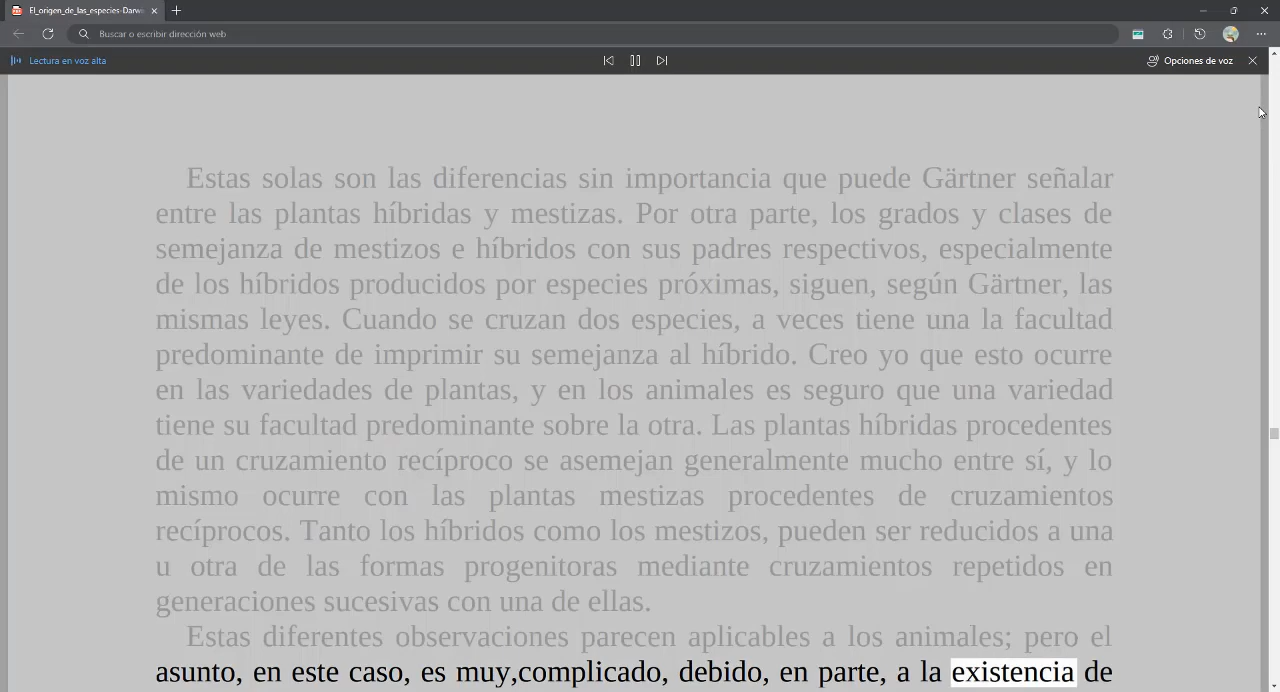 El_origen_de_las_especies-Darw
Buscar o escribir dirección web
Lectura en voz alta
Opciones de voz
Estas solas son las diferencias sin importancia que puede Gärtner señalar
entre las plantas híbridas y mestizas. Por otra parte, los grados y clases de
semejanza de mestizos e híbridos con sus padres respectivos, especialmente
de los híbridos producidos por especies próximas, siguen, según Gärtner, las
mismas leyes. Cuando se cruzan dos especies, a veces tiene una la facultad
predominante de imprimir su semejanza al híbrido. Creo yo que esto ocurre
en las variedades de plantas, y en los animales es seguro que una variedad
tiene su facultad predominante sobre la otra. Las plantas híbridas procedentes
de un cruzamiento recíproco se asemejan generalmente mucho entre sí, y lo
mismo ocurre con las plantas mestizas procedentes de cruzamientos
recíprocos. Tanto los híbridos como los mestizos, pueden ser reducidos a una
u otra de las formas progenitoras mediante cruzamientos repetidos en
generaciones sucesivas con una de ellas.
Estas diferentes observaciones parecen aplicables a los animales; pero el
asunto, en este caso, es muy,complicado, debido, en parte, a la existencia de